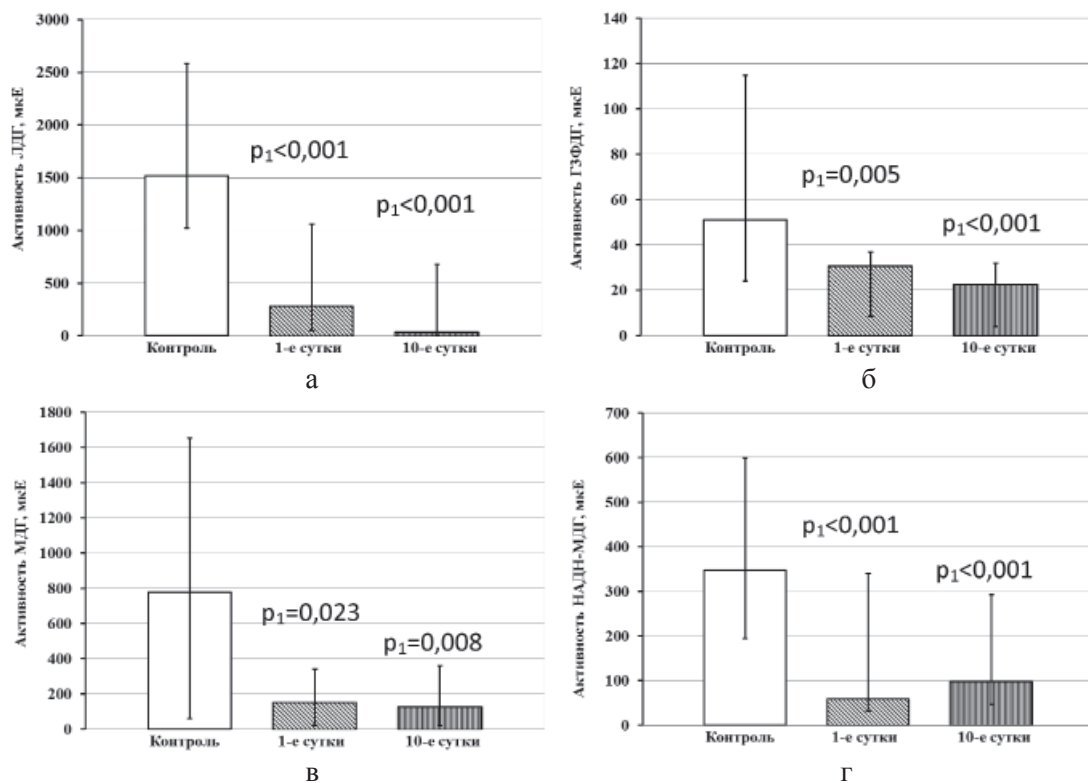 3000
2500
2000
1500
1000
500
0
Активность ЛДГ, мкЕ
p₁<0,001
p₁<0,001
Контроль 1-е сутки 10-е сутки
а
140
120
100
80
60
40
20
0
Активность Г3ФДГ, мкЕ
p₁=0,005
p₁<0,001
Контроль 1-е сутки 10-е сутки
б
1800
1600
1400
1200
1000
800
600
400
200
0
Активность МДГ, мкЕ
p₁=0,023
p₁=0,008
Контроль 1-е сутки 10-е сутки
в
700
600
500
400
300
200
100
0
Активность НАДН-МДГ, мкЕ
p₁<0,001
p₁<0,001
Контроль 1-е сутки 10-е сутки
г